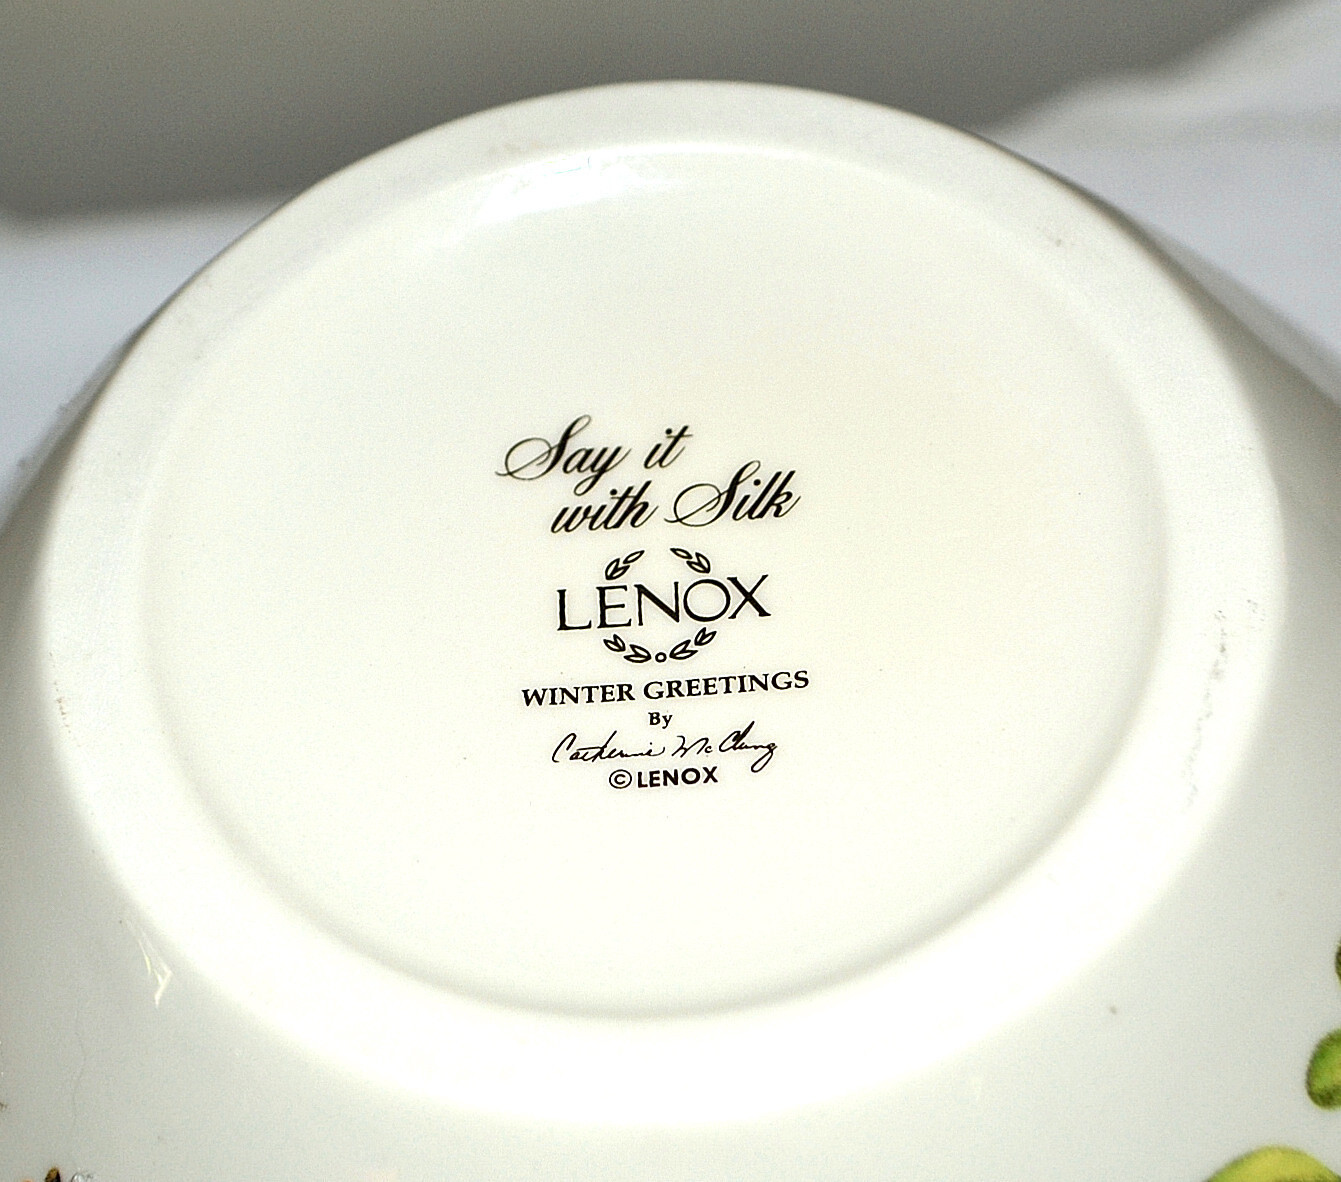 Say it
with Silk
LENOX
WINTER GREETINGS
By
Catherine McClung
© LENOX